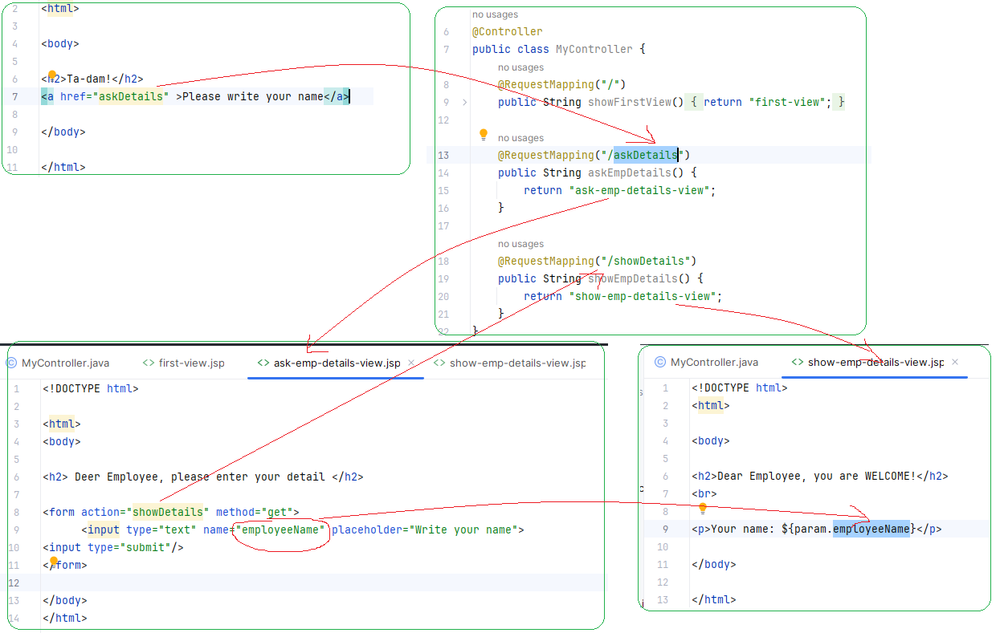 2 <html>
3
4 <body>
5
6 <h2>Ta-dam!</h2>
7 <a href="askDetails" >Please write your name</a>
8
9 </body>
10
11 </html>
no usages
6 @Controller
7 public class MyController {
no usages
8 @RequestMapping("/")
9 public String showFirstView() { return "first-view"; }
12
no usages
13 @RequestMapping("/askDetails")
14 public String askEmpDetails() {
15 return "ask-emp-details-view";
16 }
17
no usages
18 @RequestMapping("/showDetails")
19 public String showEmpDetails() {
20 return "show-emp-details-view";
21 }
22 }
MyController.java first-view.jsp ask-emp-details-view.jsp show-emp-details-view.jsp
1 <!DOCTYPE html>
2
3 <html>
4 <body>
5
6 <h2> Deer Employee, please enter your detail </h2>
7
8 <form action="showDetails" method="get">
9 <input type="text" name="employeeName" placeholder="Write your name">
10 <input type="submit"/>
11 </form>
12
13 </body>
14 </html>
MyController.java show-emp-details-view.jsp
1 <!DOCTYPE html>
2 <html>
3
4 <body>
5
6 <h2>Dear Employee, you are WELCOME!</h2>
7 <br>
8
9 <p>Your name: ${param.employeeName}</p>
10
11 </body>
12
13 </html>